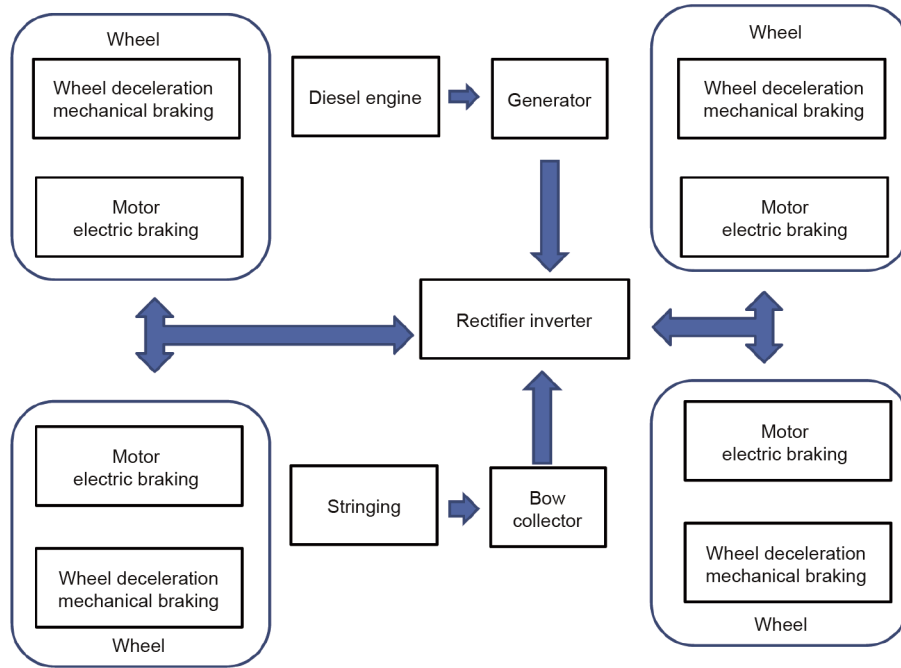 Wheel
Wheel deceleration
mechanical braking
Motor
electric braking
Diesel engine
Generator
Wheel
Wheel deceleration
mechanical braking
Motor
electric braking
Rectifier inverter
Motor
electric braking
Wheel deceleration
mechanical braking
Wheel
Stringing
Bow
collector
Motor
electric braking
Wheel deceleration
mechanical braking
Wheel